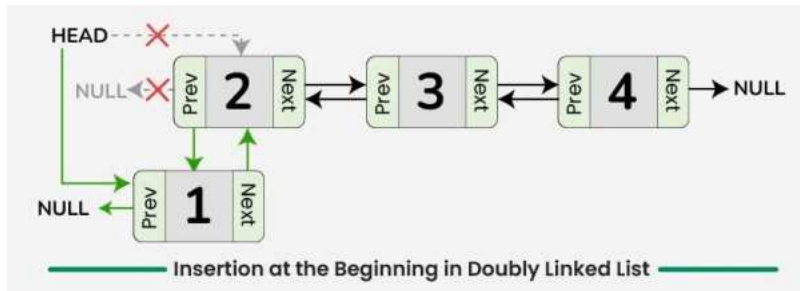 HEAD
NULL
Prev 2 Next
Prev 3 Next
Prev 4 Next
NULL
NULL
Prev 1 Next
Insertion at the Beginning in Doubly Linked List